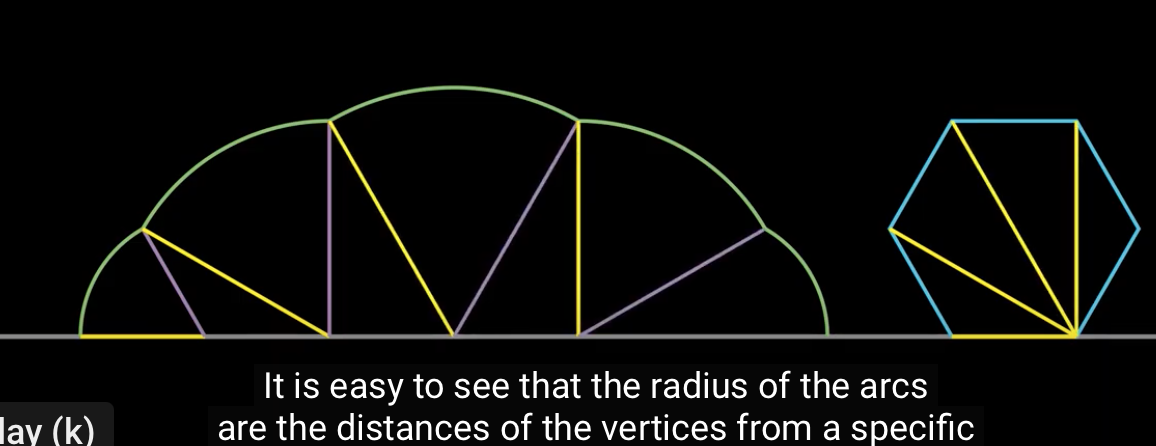 It is easy to see that the radius of the arcs
are the distances of the vertices from a specific
lay (k)